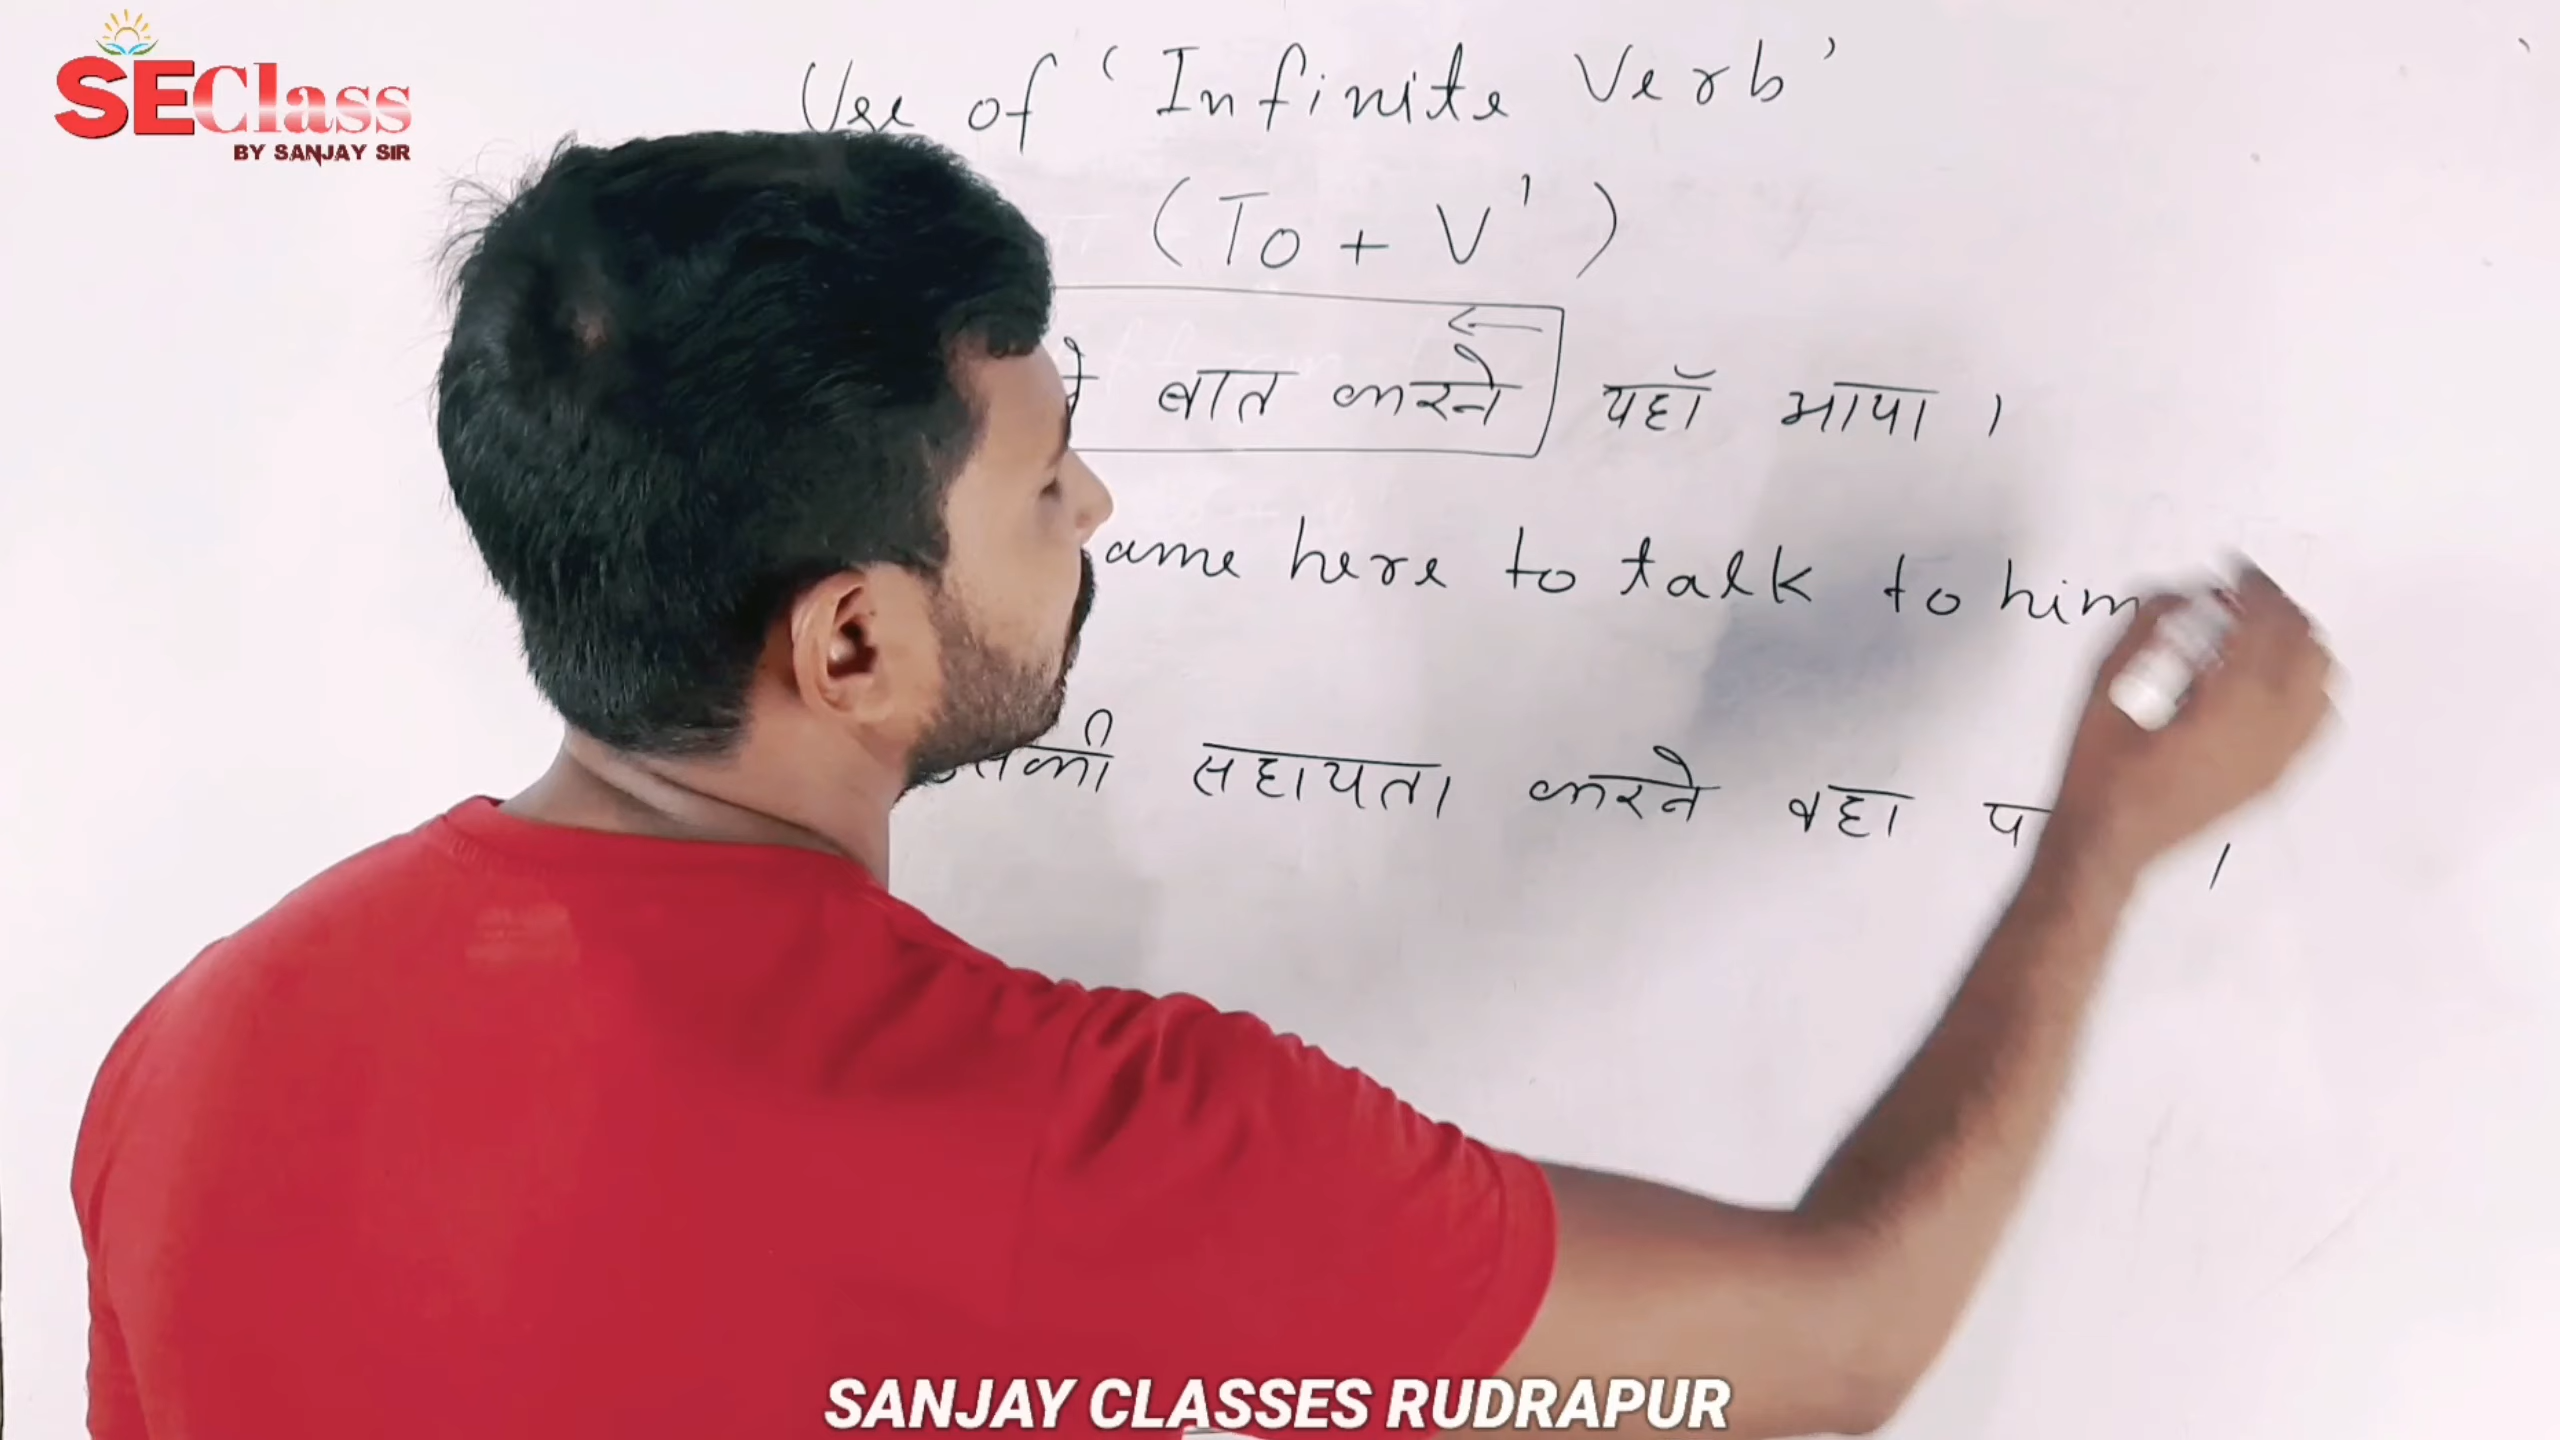 SEClass
BY SANJAY SIR
Use of 'Infinite Verb'
(To + V¹)
बात करने यहाँ आया ।
ame here to talk to him
सहायता करने वहा प ।
SANJAY CLASSES RUDRAPUR